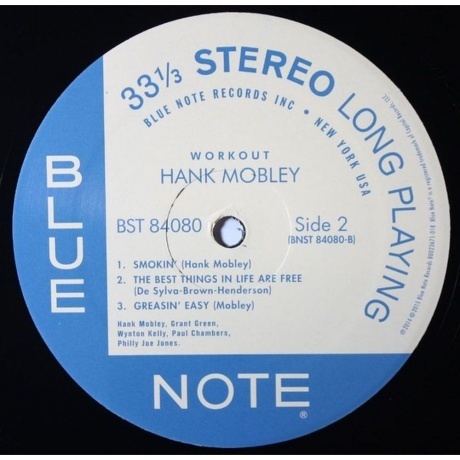 33⅓ STEREO LONG PLAYING
BLUE NOTE RECORDS INC • NEW YORK USA
WORKOUT
HANK MOBLEY
BST 84080
Side 2
(BNST 84080-B)
1. SMOKIN' (Hank Mobley)
2. THE BEST THINGS IN LIFE ARE FREE
(De Sylva-Brown-Henderson)
3. GREASIN' EASY (Mobley)
Hank Mobley, Grant Green,
Wynton Kelly, Paul Chambers,
Philly Joe Jones.
BLUE
NOTE
®